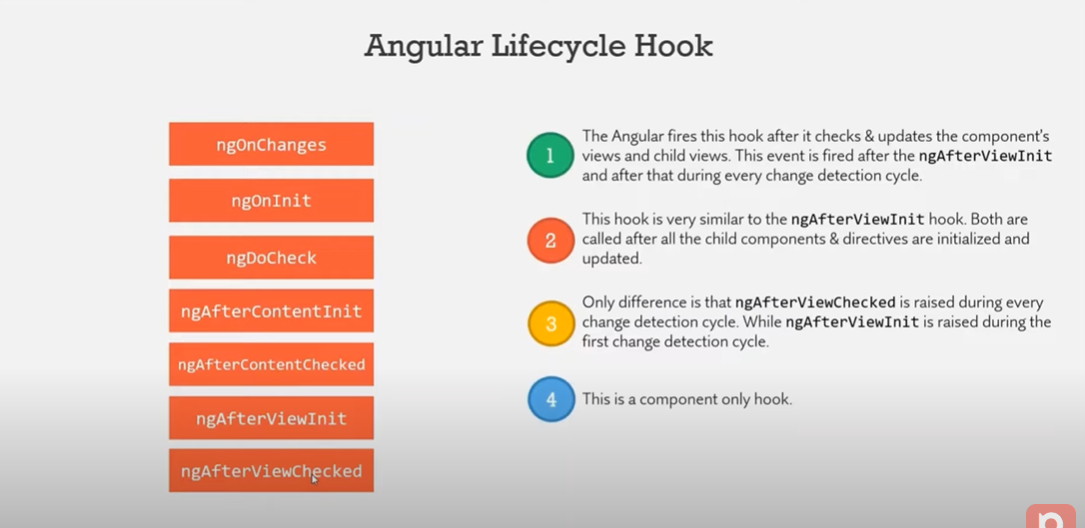 Angular Lifecycle Hook
ngOnChanges
ngOnInit
ngDoCheck
ngAfterContentInit
ngAfterContentChecked
ngAfterViewInit
ngAfterViewChecked
1
The Angular fires this hook after it checks & updates the component's
views and child views. This event is fired after the ngAfterViewInit
and after that during every change detection cycle.
2
This hook is very similar to the ngAfterViewInit hook. Both are
called after all the child components & directives are initialized and
updated.
3
Only difference is that ngAfterViewChecked is raised during every
change detection cycle. While ngAfterViewInit is raised during the
first change detection cycle.
4
This is a component only hook.